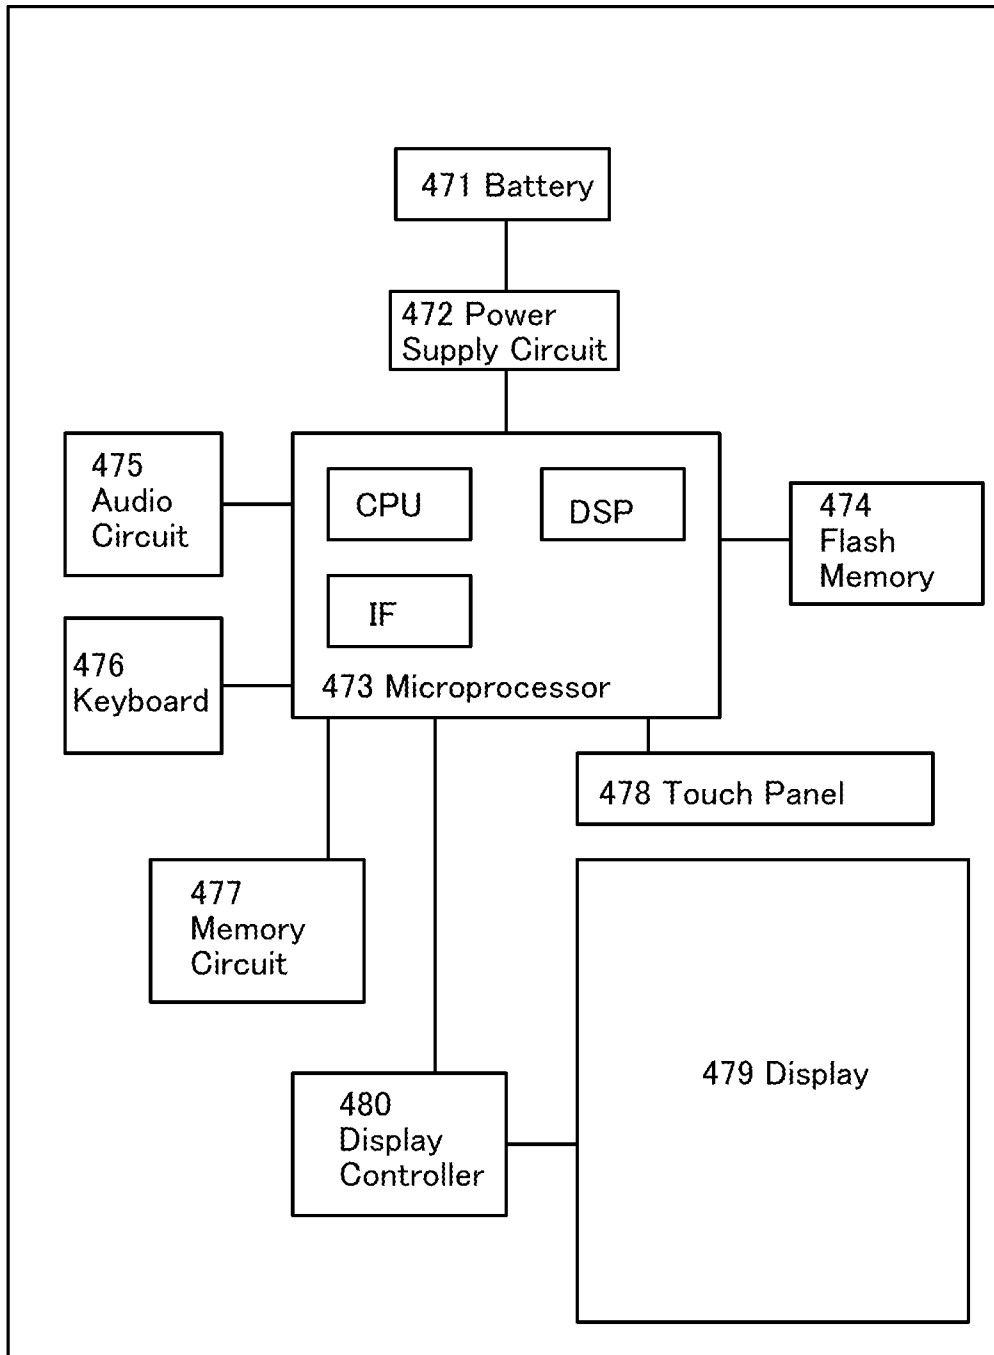 471 Battery
472 Power
Supply Circuit
475
Audio
Circuit
CPU
DSP
474
Flash
Memory
IF
476
Keyboard
473 Microprocessor
478 Touch Panel
477
Memory
Circuit
479 Display
480
Display
Controller